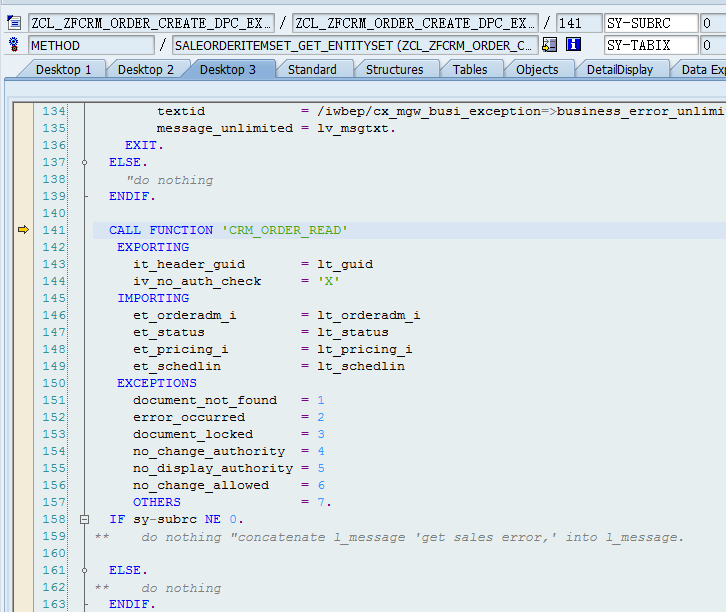 ZCL_ZFCRM_ORDER_CREATE_DPC_EX... / ZCL_ZFCRM_ORDER_CREATE_DPC_EX... / 141 SY-SUBRC 0
METHOD / SALEORDERITEMSET_GET_ENTITYSET (ZCL_ZFCRM_ORDER_C... SY-TABIX 0
Desktop 1 Desktop 2 Desktop 3 Standard Structures Tables Objects DetailDisplay Data Exp
134 textid = /iwbep/cx_mgw_busi_exception=>business_error_unlimi
135 message_unlimited = lv_msgtxt.
136 EXIT.
137 ELSE.
138 "do nothing
139 ENDIF.
140
141 CALL FUNCTION 'CRM_ORDER_READ'
142 EXPORTING
143 it_header_guid = lt_guid
144 iv_no_auth_check = 'X'
145 IMPORTING
146 et_orderadm_i = lt_orderadm_i
147 et_status = lt_status
148 et_pricing_i = lt_pricing_i
149 et_schedlin = lt_schedlin
150 EXCEPTIONS
151 document_not_found = 1
152 error_occurred = 2
153 document_locked = 3
154 no_change_authority = 4
155 no_display_authority = 5
156 no_change_allowed = 6
157 OTHERS = 7.
158 IF sy-subrc NE 0.
159 ** do nothing "concatenate l_message 'get sales error,' into l_message.
160
161 ELSE.
162 ** do nothing
163 ENDIF.